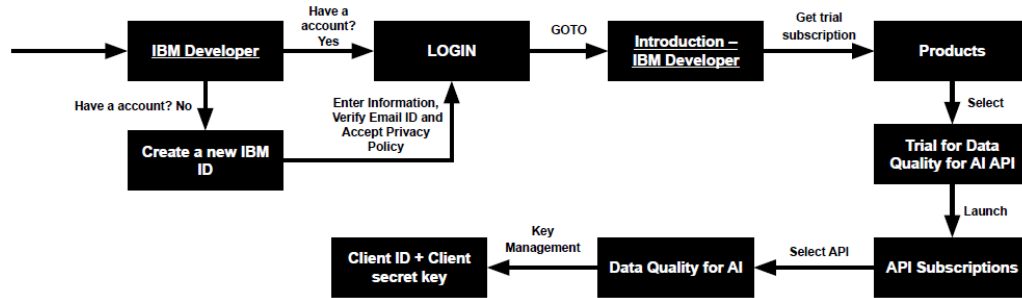 Have a
account?
Yes
IBM Developer
LOGIN
GOTO
Introduction –
IBM Developer
Get trial
subscription
Products
Have a account? No
Enter Information,
Verify Email ID and
Accept Privacy
Policy
Select
Create a new IBM
ID
Trial for Data
Quality for AI API
Launch
Key
Management
Select API
Client ID + Client
secret key
Data Quality for AI
API Subscriptions